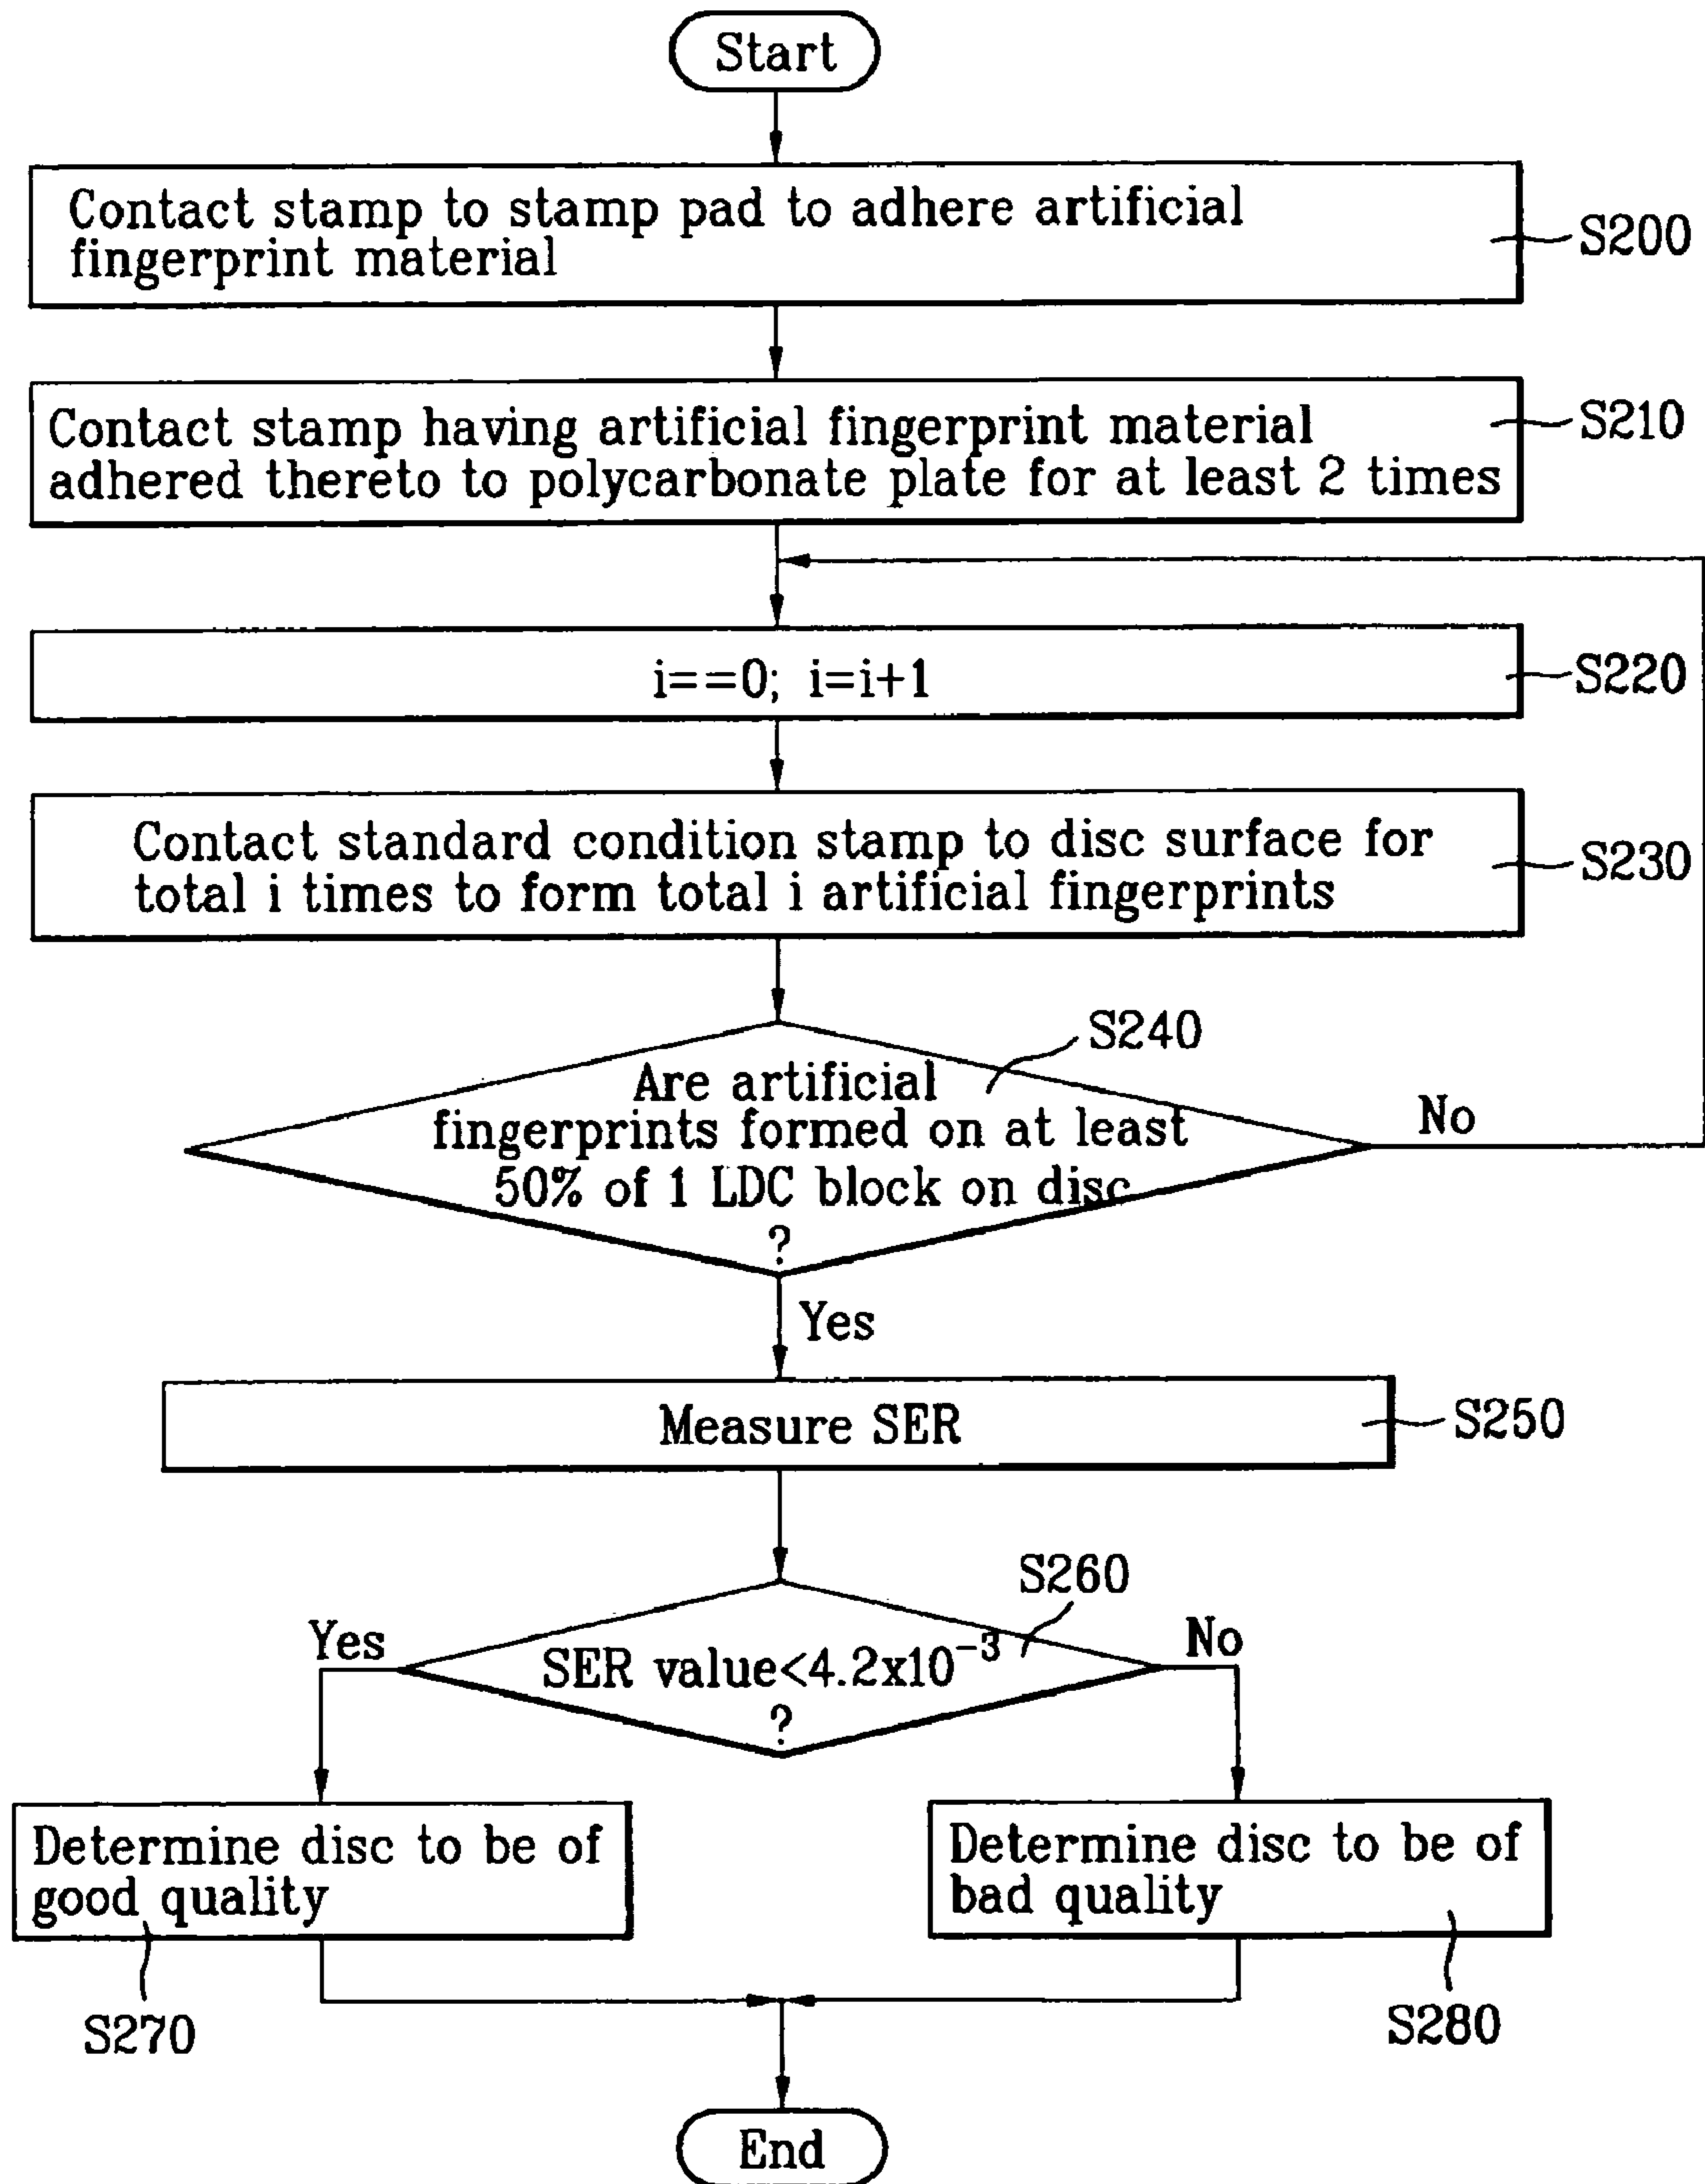 Start
Contact stamp to stamp pad to adhere artificial
fingerprint material
S200
Contact stamp having artificial fingerprint material
adhered thereto to polycarbonate plate for at least 2 times
S210
i==0; i=i+1
S220
Contact standard condition stamp to disc surface for
total i times to form total i artificial fingerprints
S230
S240
Are artificial
fingerprints formed on at least
50% of 1 LDC block on disc
?
No
Yes
Measure SER
S250
S260
Yes
SER value<4.2x10⁻³
?
No
Determine disc to be of
good quality
S270
Determine disc to be of
bad quality
S280
End